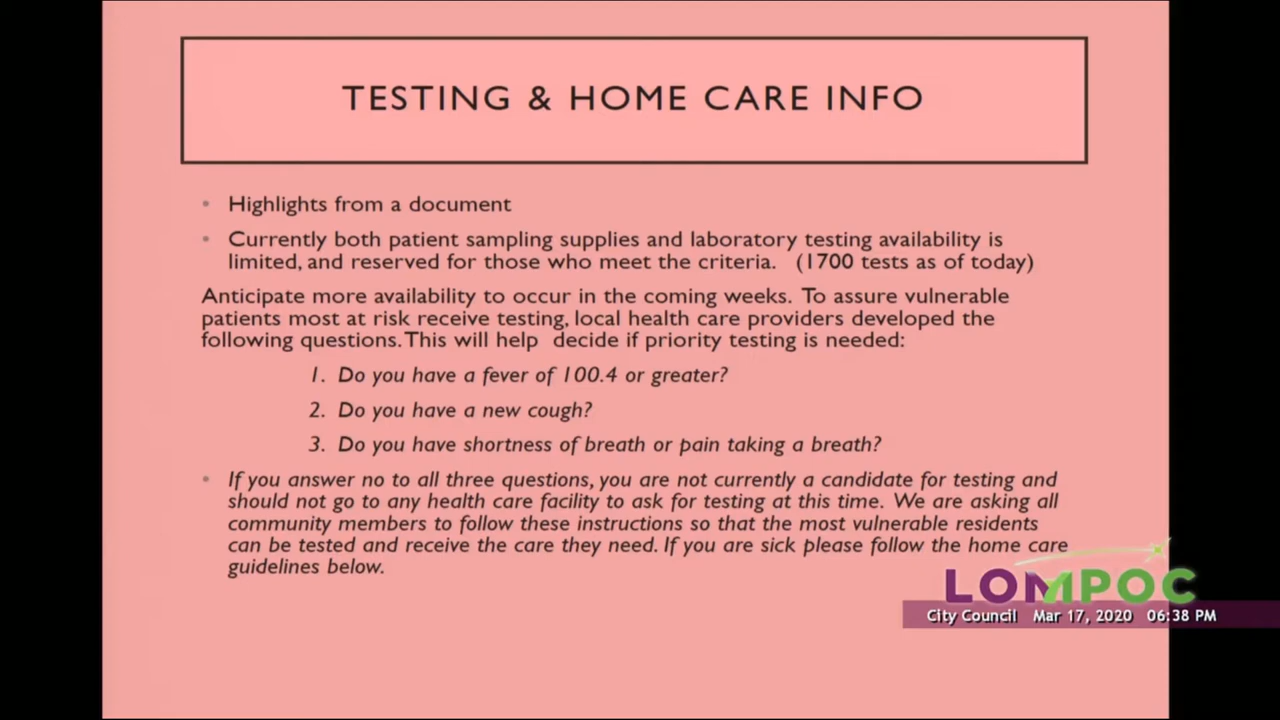 TESTING & HOME CARE INFO
• Highlights from a document
• Currently both patient sampling supplies and laboratory testing availability is
limited, and reserved for those who meet the criteria. (1700 tests as of today)
Anticipate more availability to occur in the coming weeks. To assure vulnerable
patients most at risk receive testing, local health care providers developed the
following questions. This will help decide if priority testing is needed:
1. Do you have a fever of 100.4 or greater?
2. Do you have a new cough?
3. Do you have shortness of breath or pain taking a breath?
• If you answer no to all three questions, you are not currently a candidate for testing and
should not go to any health care facility to ask for testing at this time. We are asking all
community members to follow these instructions so that the most vulnerable residents
can be tested and receive the care they need. If you are sick please follow the home care
guidelines below.
LOMPOC
City Council Mar 17, 2020 06:38 PM